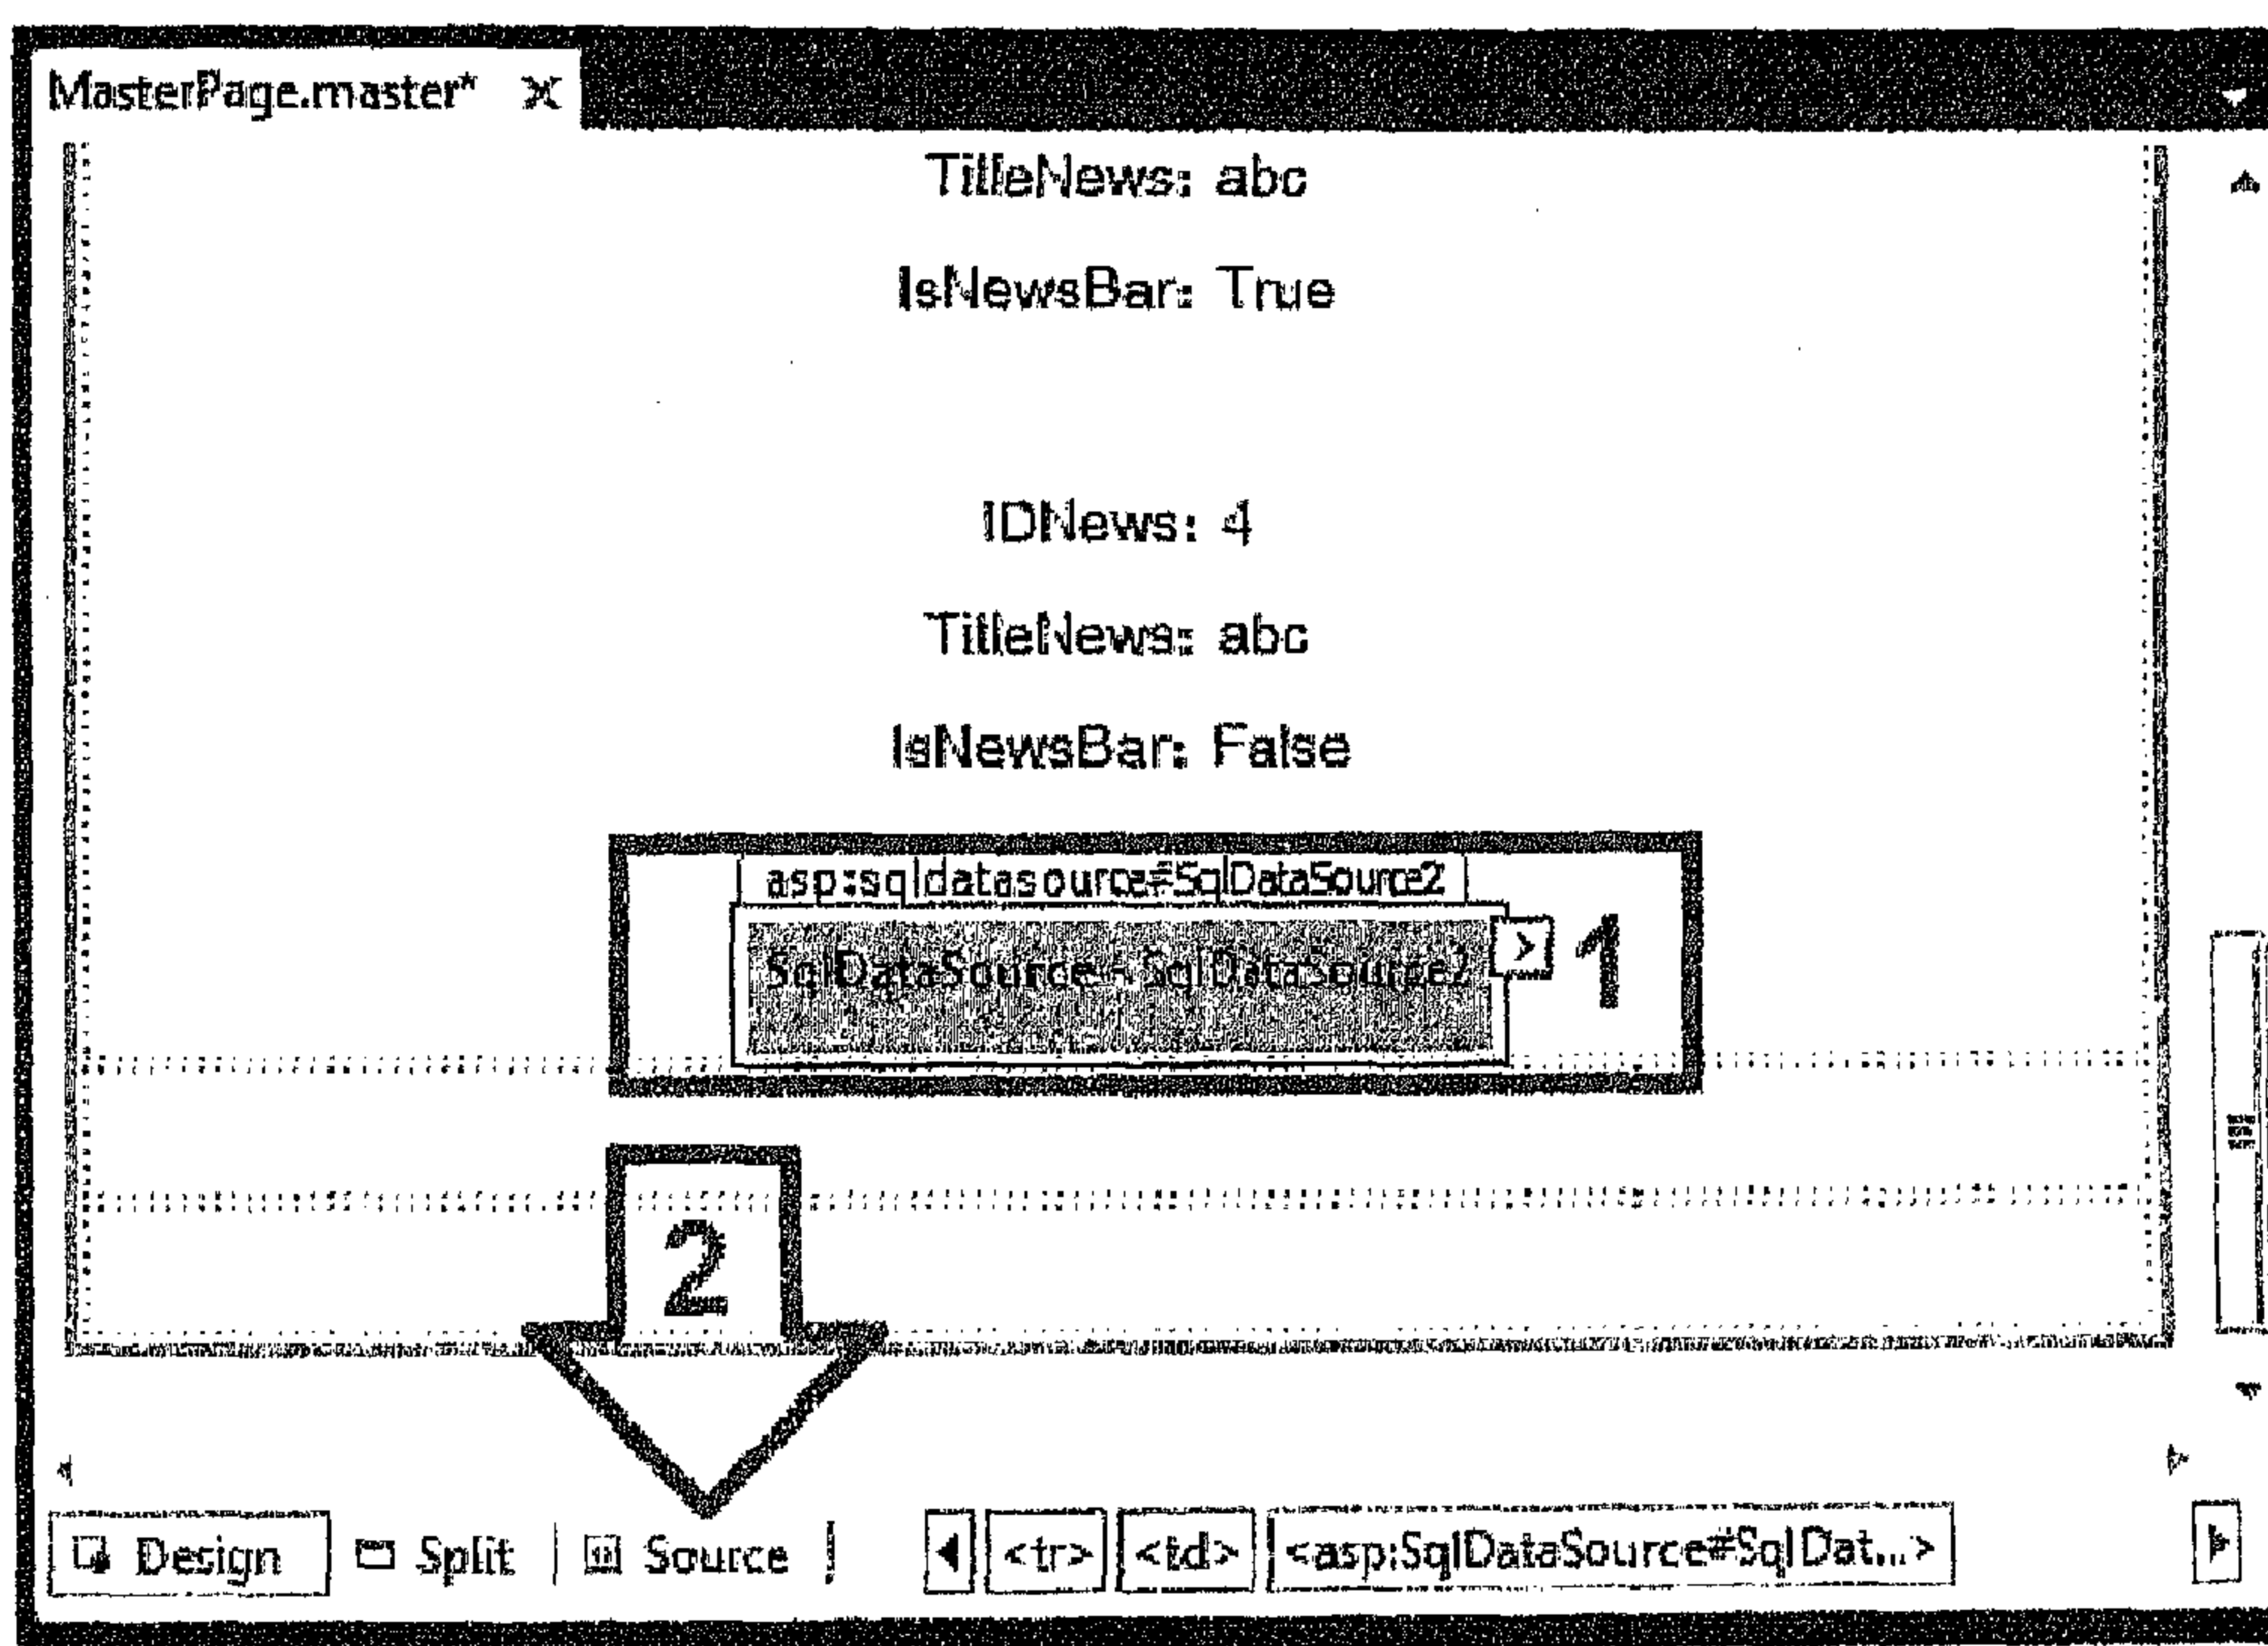 MasterPage.master* X
TitleNews: abc
IsNewsBar: True
IDNews: 4
TitleNews: abc
IsNewsBar: False
asp:sqldatasource#SqlDataSource2
SqlDataSource - SqlDataSource2
1
2
Design Split Source <tr> <td> <asp:SqlDataSource#SqlDat...>